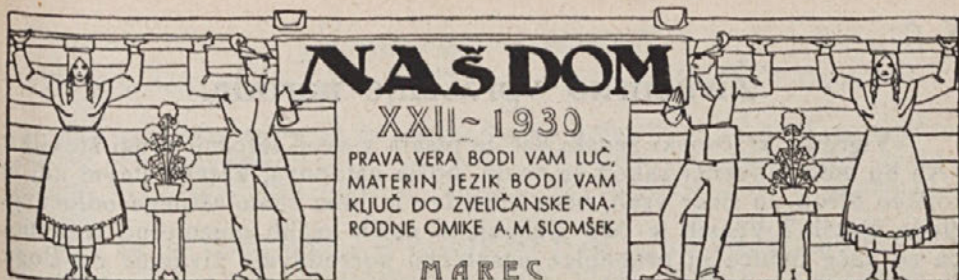 NAŠ DOM
XXII ~ 1930
PRAVA VERA BODI VAM LUČ,
MATERIN JEZIK BODI VAM
KLJUČ DO ZVELIČANSKE NA-
RODNE OMIKE A. M. SLOMŠEK
MAREC